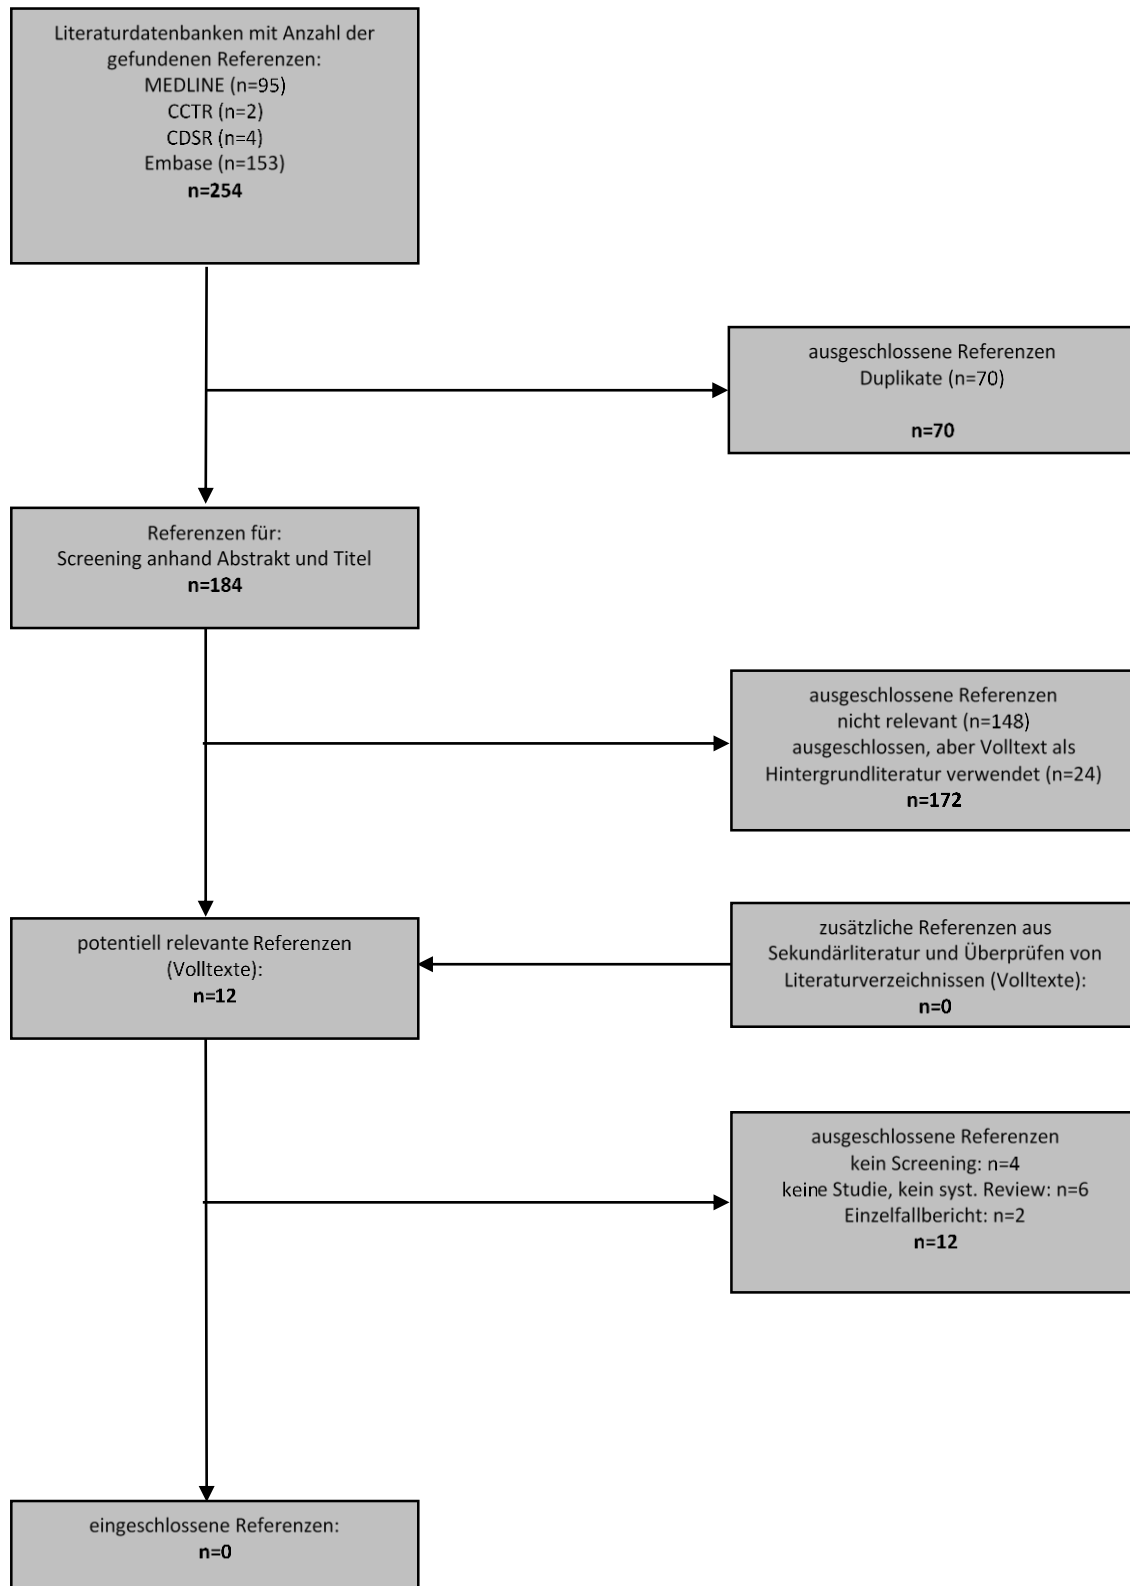 Literaturdatenbanken mit Anzahl der
gefundenen Referenzen:
MEDLINE (n=95)
CCTR (n=2)
CDSR (n=4)
Embase (n=153)
n=254
ausgeschlossene Referenzen
Duplikate (n=70)
n=70
Referenzen für:
Screening anhand Abstrakt und Titel
n=184
ausgeschlossene Referenzen
nicht relevant (n=148)
ausgeschlossen, aber Volltext als
Hintergrundliteratur verwendet (n=24)
n=172
potentiell relevante Referenzen
(Volltexte):
n=12
zusätzliche Referenzen aus
Sekundärliteratur und Überprüfen von
Literaturverzeichnissen (Volltexte):
n=0
ausgeschlossene Referenzen
kein Screening: n=4
keine Studie, kein syst. Review: n=6
Einzelfallbericht: n=2
n=12
eingeschlossene Referenzen:
n=0